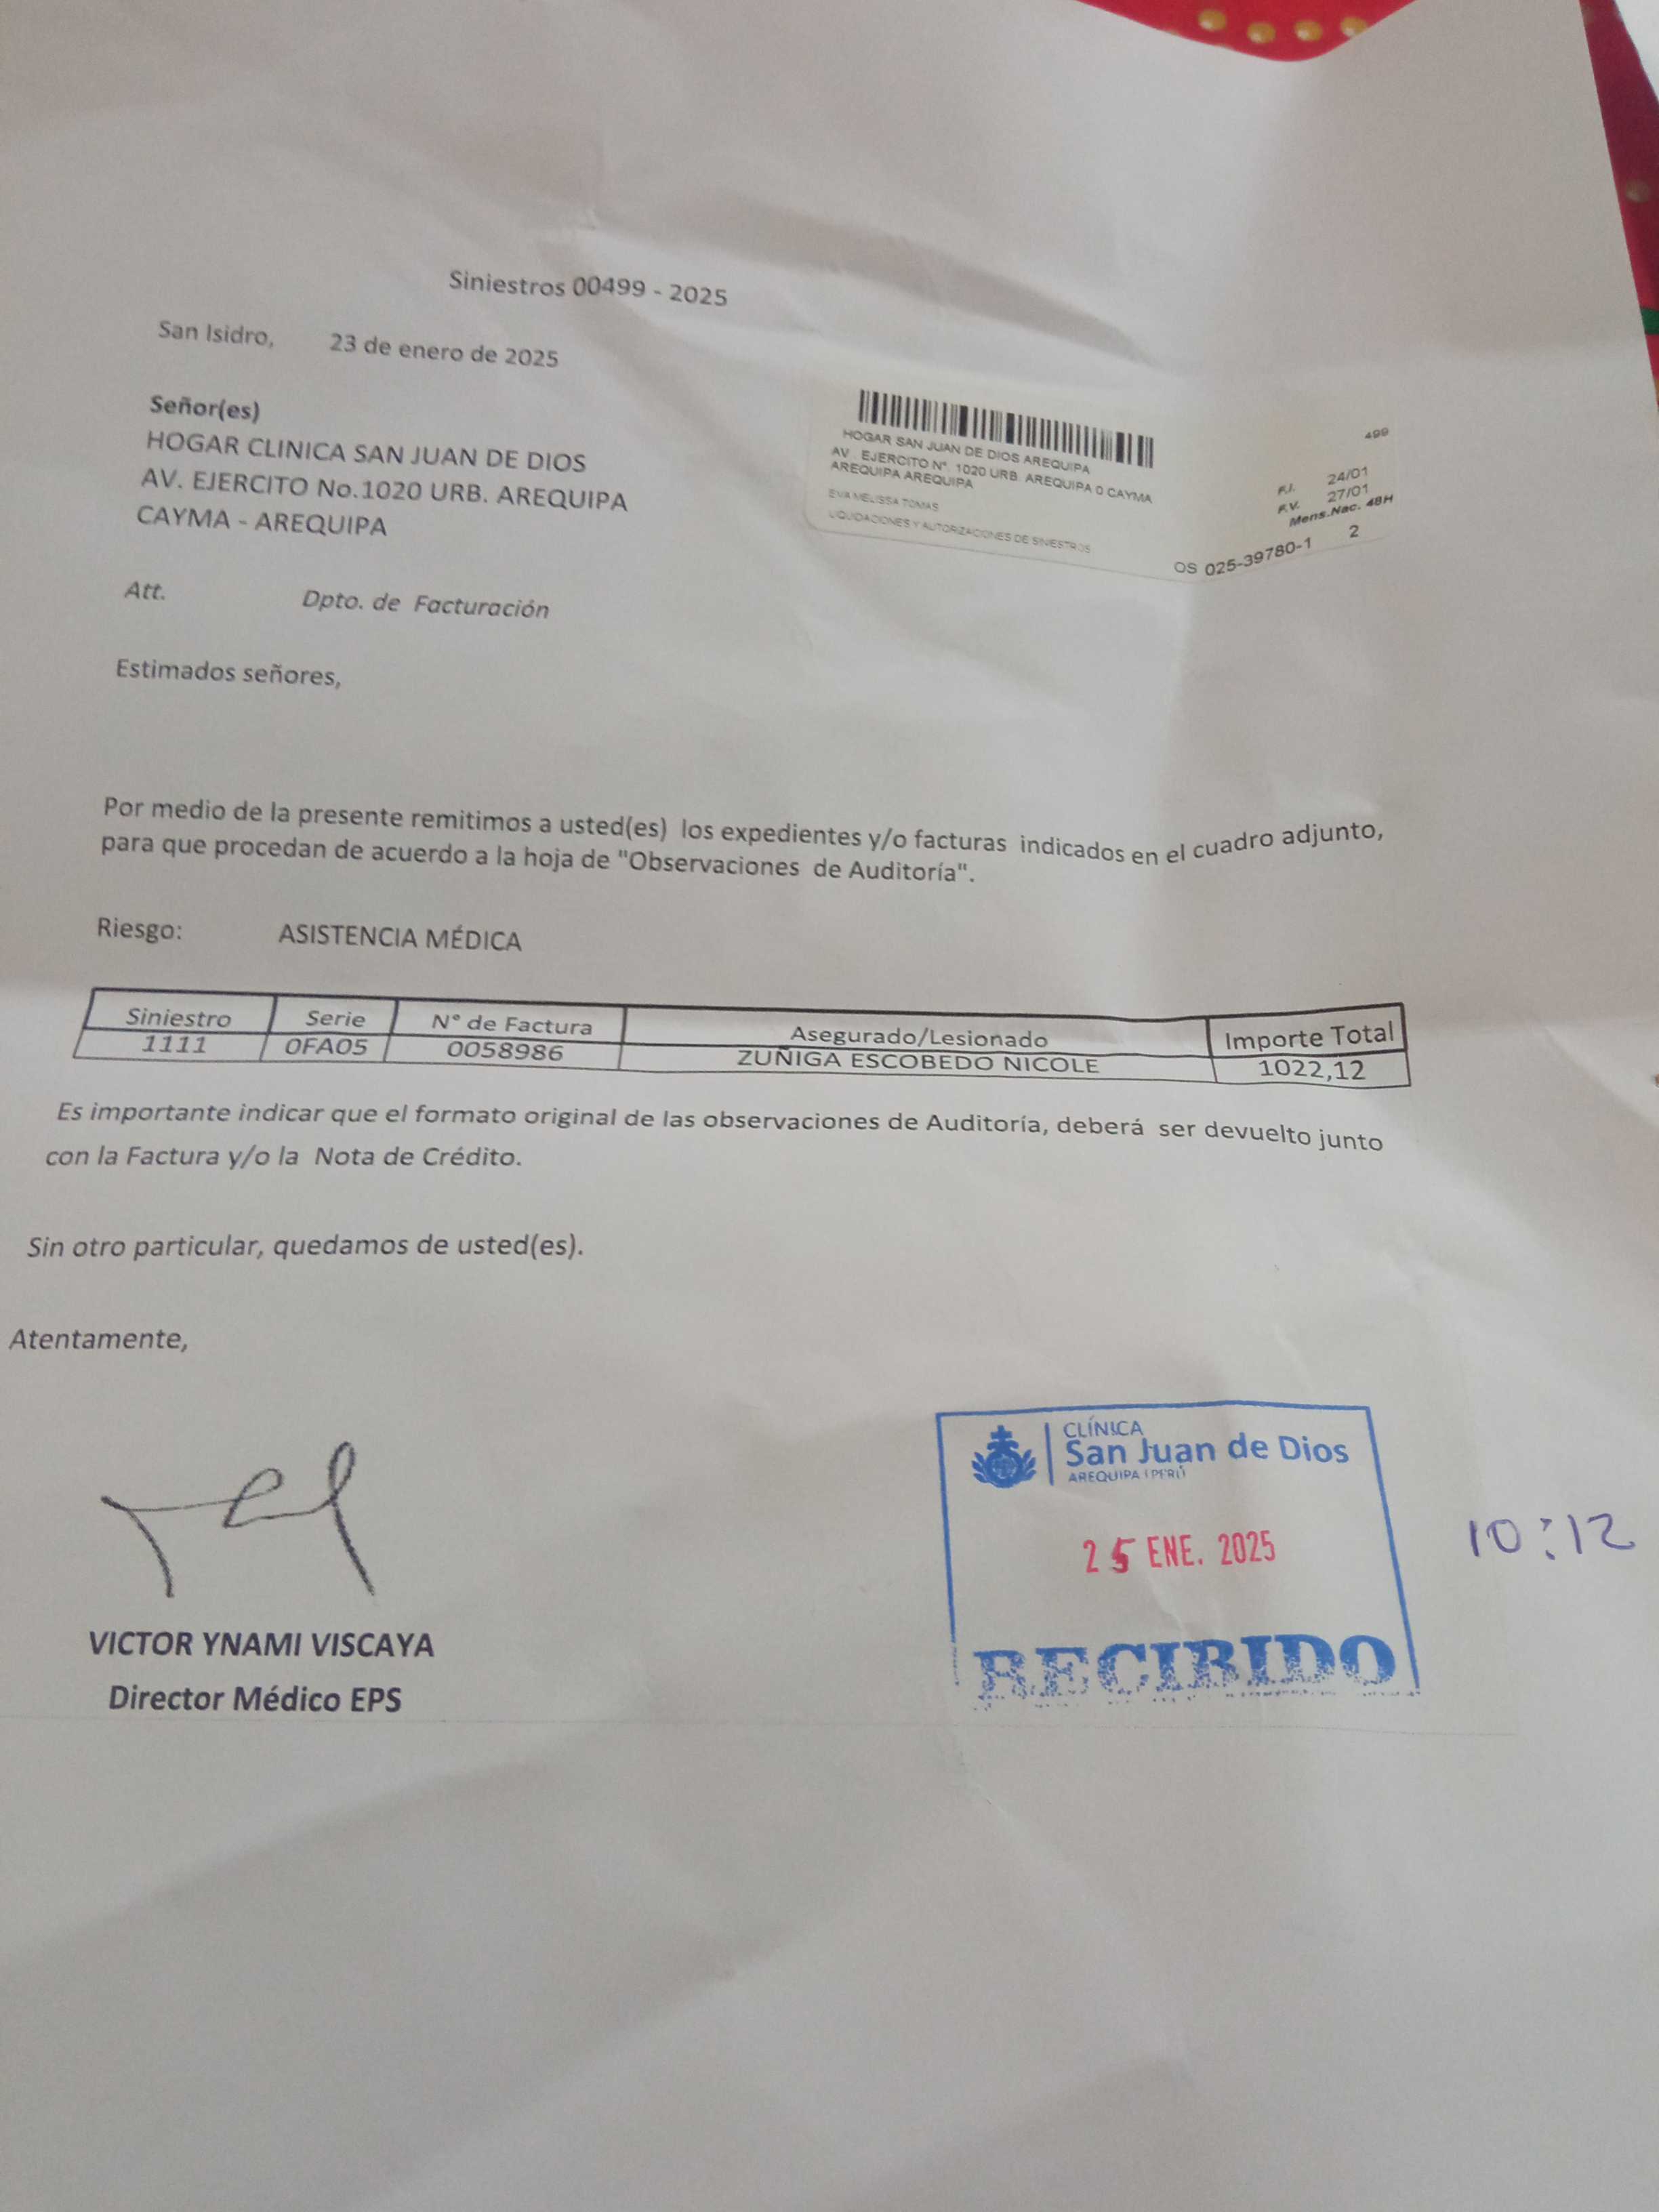 Siniestros 00499 - 2025
San Isidro, 23 de enero de 2025
Señor(es)
HOGAR CLINICA SAN JUAN DE DIOS
AV. EJERCITO No.1020 URB. AREQUIPA
CAYMA - AREQUIPA
HOGAR SAN JUAN DE DIOS AREQUIPA
AV . EJERCITO Nº. 1020 URB. AREQUIPA 0 CAYMA
AREQUIPA AREQUIPA
EVA MELISSA TOMAS
LIQUIDACIONES Y AUTORIZACIONES DE SINIESTROS
499
F.I. 24/01
F.V. 27/01
Mens.Nac. 48H
OS 025-39780-1 2
Att. Dpto. de Facturación
Estimados señores,
Por medio de la presente remitimos a usted(es) los expedientes y/o facturas indicados en el cuadro adjunto,
para que procedan de acuerdo a la hoja de "Observaciones de Auditoría".
Riesgo: ASISTENCIA MÉDICA
Siniestro Serie N° de Factura Asegurado/Lesionado Importe Total
1111 0FA05 0058986 ZUÑIGA ESCOBEDO NICOLE 1022,12
Es importante indicar que el formato original de las observaciones de Auditoría, deberá ser devuelto junto
con la Factura y/o la Nota de Crédito.
Sin otro particular, quedamos de usted(es).
Atentamente,
VICTOR YNAMI VISCAYA
Director Médico EPS
CLÍNICA
San Juan de Dios
AREQUIPA | PERÚ
25 ENE. 2025
RECIBIDO
10:12